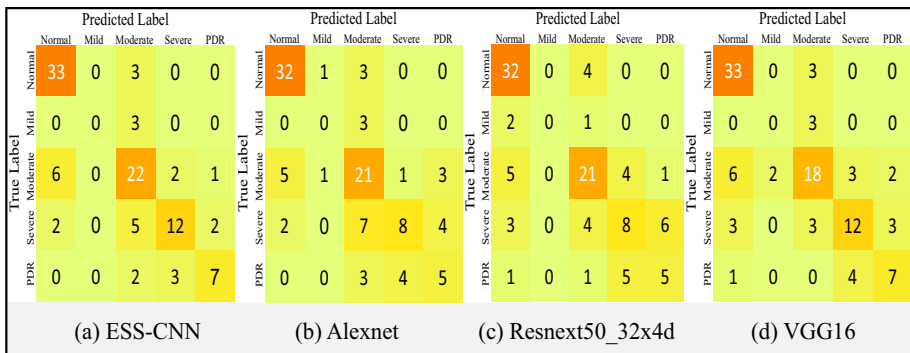 Predicted Label Predicted Label Predicted Label Predicted Label
Normal Mild Moderate Severe PDR Normal Mild Moderate Severe PDR Normal Mild Moderate Severe PDR Normal Mild Moderate Severe PDR
True Label True Label True Label True Label
Normal 33 0 3 0 0 Normal 32 1 3 0 0 Normal 32 0 4 0 0 Normal 33 0 3 0 0
Mild 0 0 3 0 0 Mild 0 0 3 0 0 Mild 2 0 1 0 0 Mild 0 0 3 0 0
Moderate 6 0 22 2 1 Moderate 5 1 21 1 3 Moderate 5 0 21 4 1 Moderate 6 2 18 3 2
Severe 2 0 5 12 2 Severe 2 0 7 8 4 Severe 3 0 4 8 6 Severe 3 0 3 12 3
PDR 0 0 2 3 7 PDR 0 0 3 4 5 PDR 1 0 1 5 5 PDR 1 0 0 4 7
(a) ESS-CNN (b) Alexnet (c) Resnext50_32x4d (d) VGG16